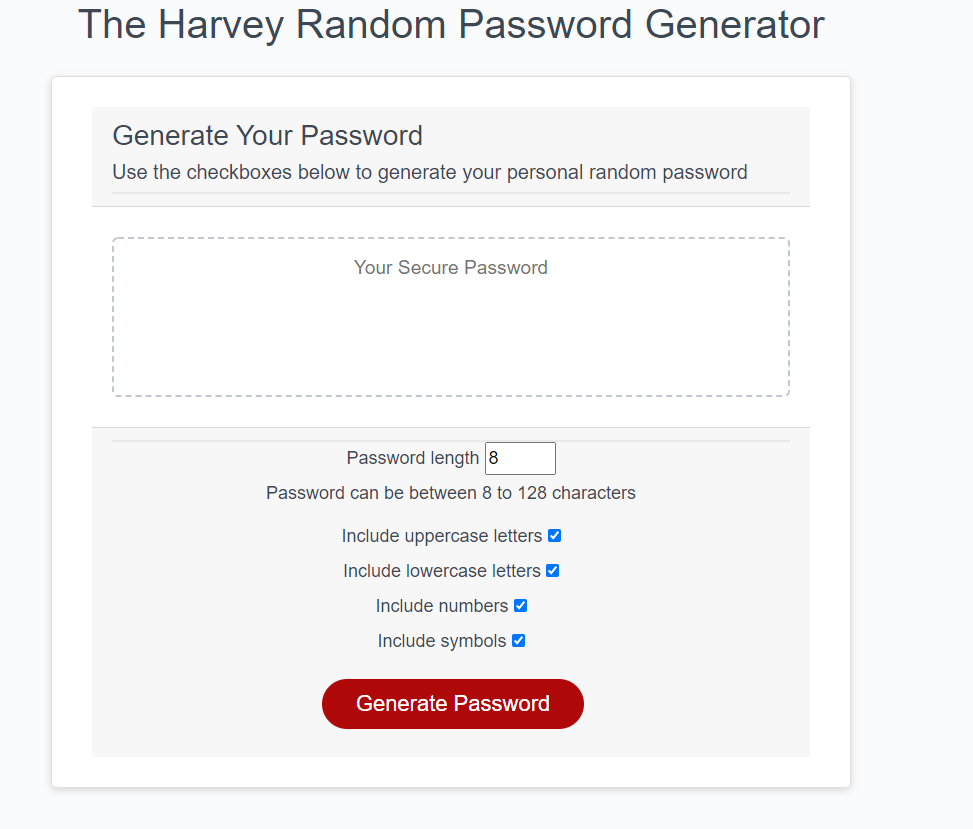 The Harvey Random Password Generator
Generate Your Password
Use the checkboxes below to generate your personal random password
Your Secure Password
Password length 8
Password can be between 8 to 128 characters
Include uppercase letters
Include lowercase letters
Include numbers
Include symbols
Generate Password